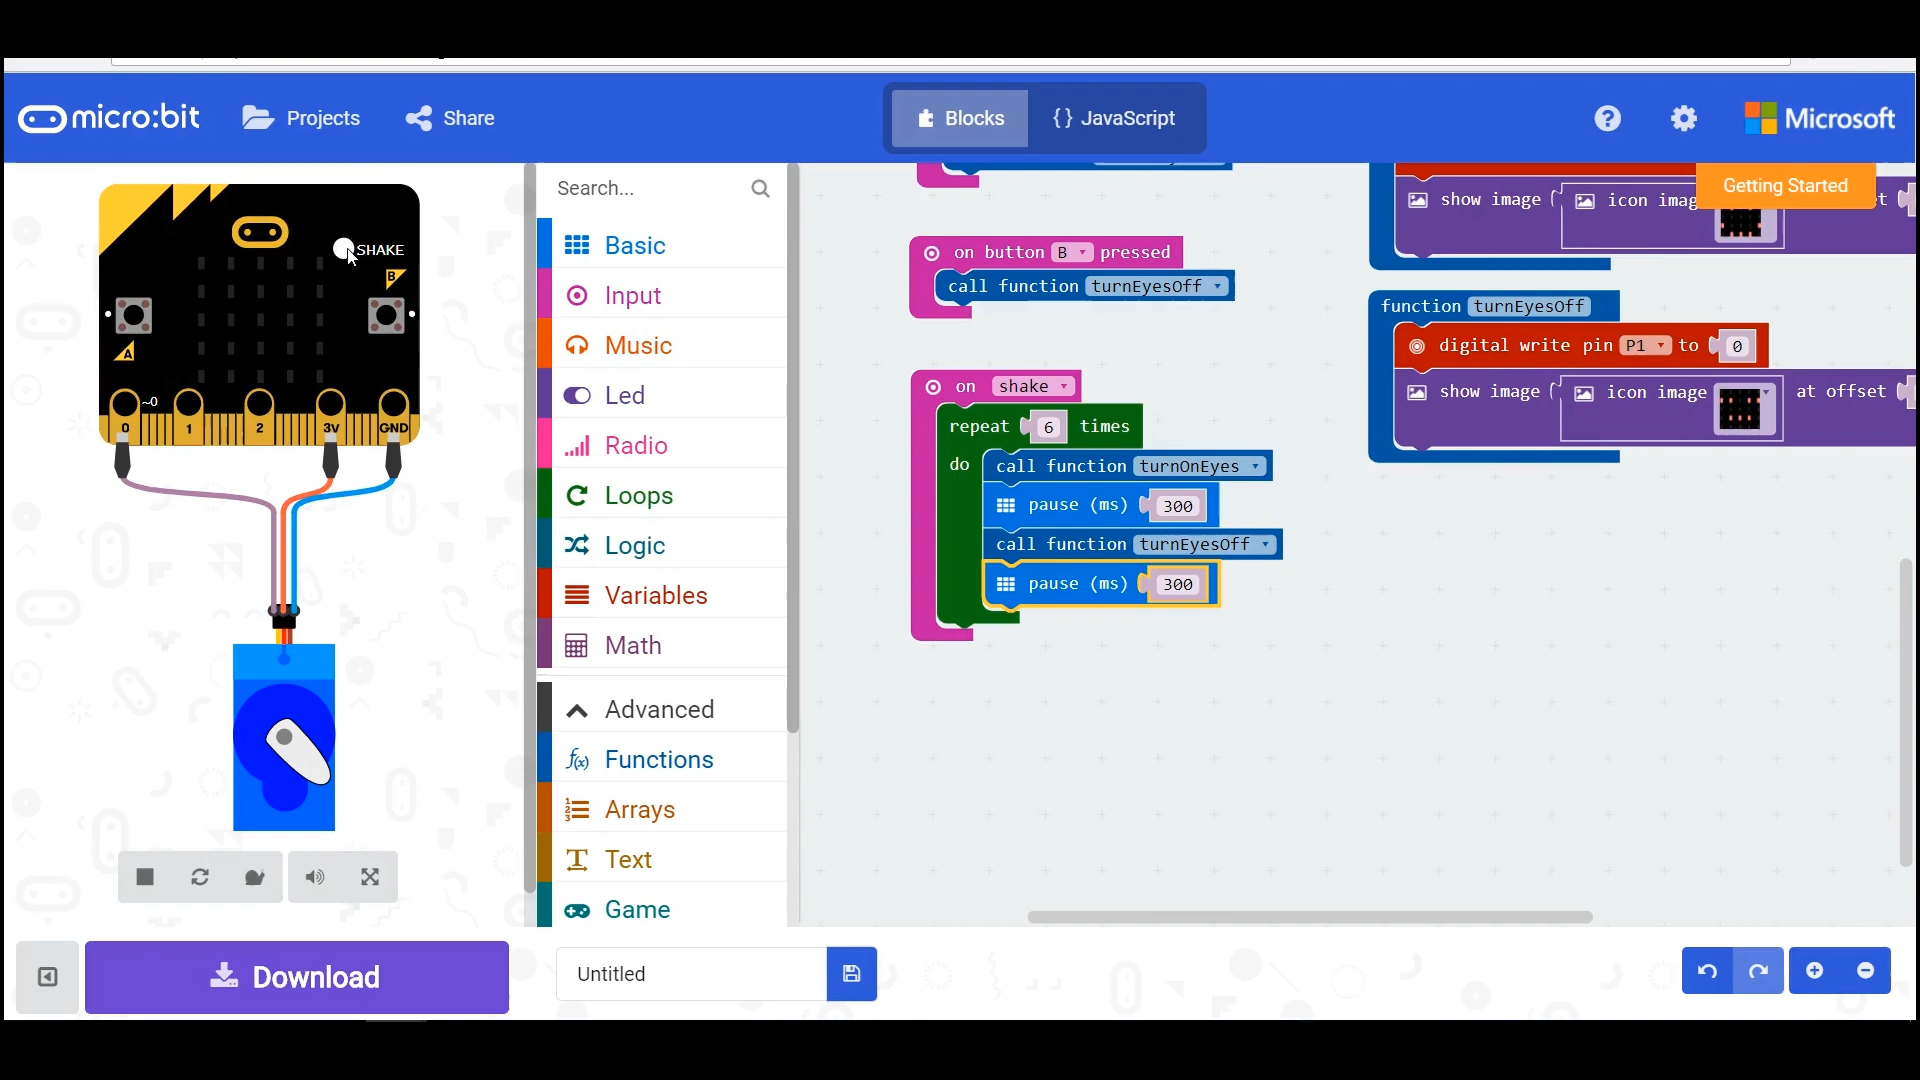 micro:bit
Projects
Share
Blocks
{ } JavaScript
Microsoft
SHAKE
B
A
~0
0
1
2
3V
GND
Download
Search...
Basic
Input
Music
Led
Radio
Loops
Logic
Variables
Math
Advanced
f(x) Functions
Arrays
Text
Game
Untitled
on button B pressed
call function turnEyesOff
on shake
repeat 6 times
do
call function turnOnEyes
pause (ms) 300
call function turnEyesOff
pause (ms) 300
Getting Started
show image
icon imag
t
function turnEyesOff
digital write pin P1 to 0
show image
icon image
at offset